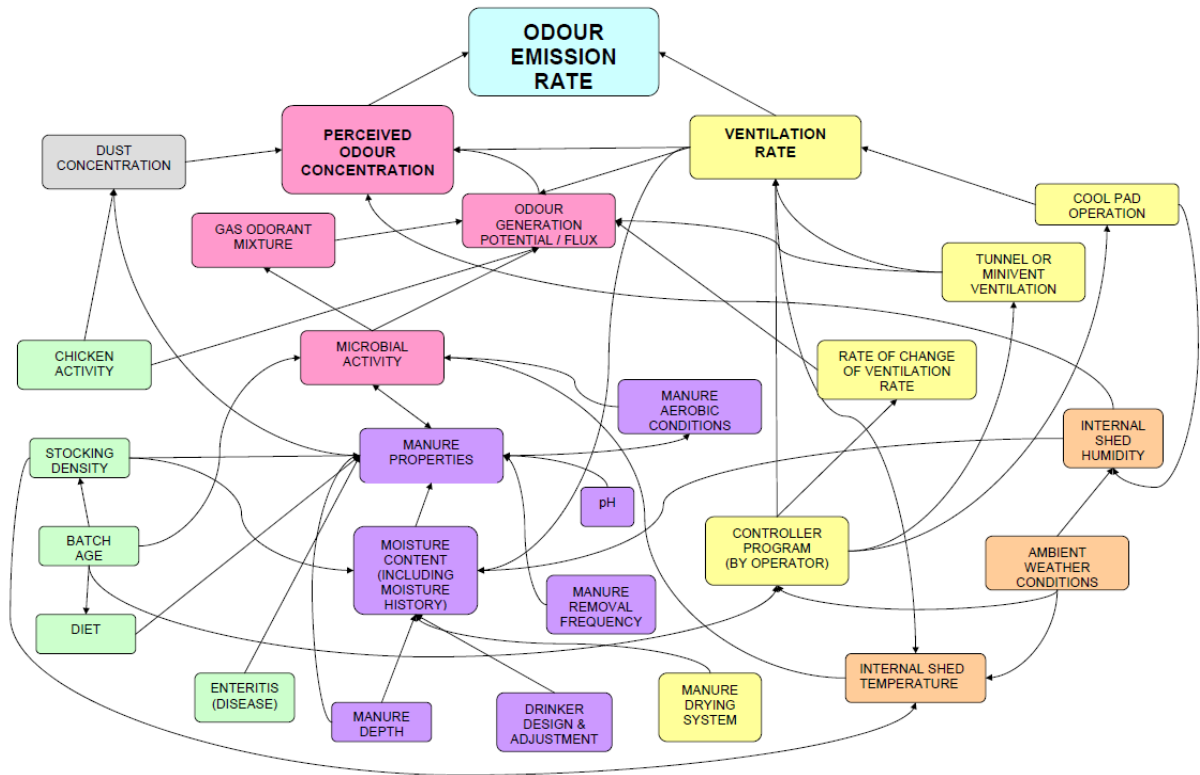 ODOUR
EMISSION
RATE
PERCEIVED
ODOUR
CONCENTRATION
VENTILATION
RATE
DUST
CONCENTRATION
COOL PAD
OPERATION
GAS ODORANT
MIXTURE
ODOUR
GENERATION
POTENTIAL / FLUX
TUNNEL OR
MINIVENT
VENTILATION
CHICKEN
ACTIVITY
MICROBIAL
ACTIVITY
RATE OF CHANGE
OF VENTILATION
RATE
MANURE
AEROBIC
CONDITIONS
STOCKING
DENSITY
MANURE
PROPERTIES
INTERNAL
SHED
HUMIDITY
pH
BATCH
AGE
MOISTURE
CONTENT
(INCLUDING
MOISTURE
HISTORY)
CONTROLLER
PROGRAM
(BY OPERATOR)
AMBIENT
WEATHER
CONDITIONS
MANURE
REMOVAL
FREQUENCY
DIET
ENTERITIS
(DISEASE)
MANURE
DEPTH
DRINKER
DESIGN &
ADJUSTMENT
MANURE
DRYING
SYSTEM
INTERNAL SHED
TEMPERATURE